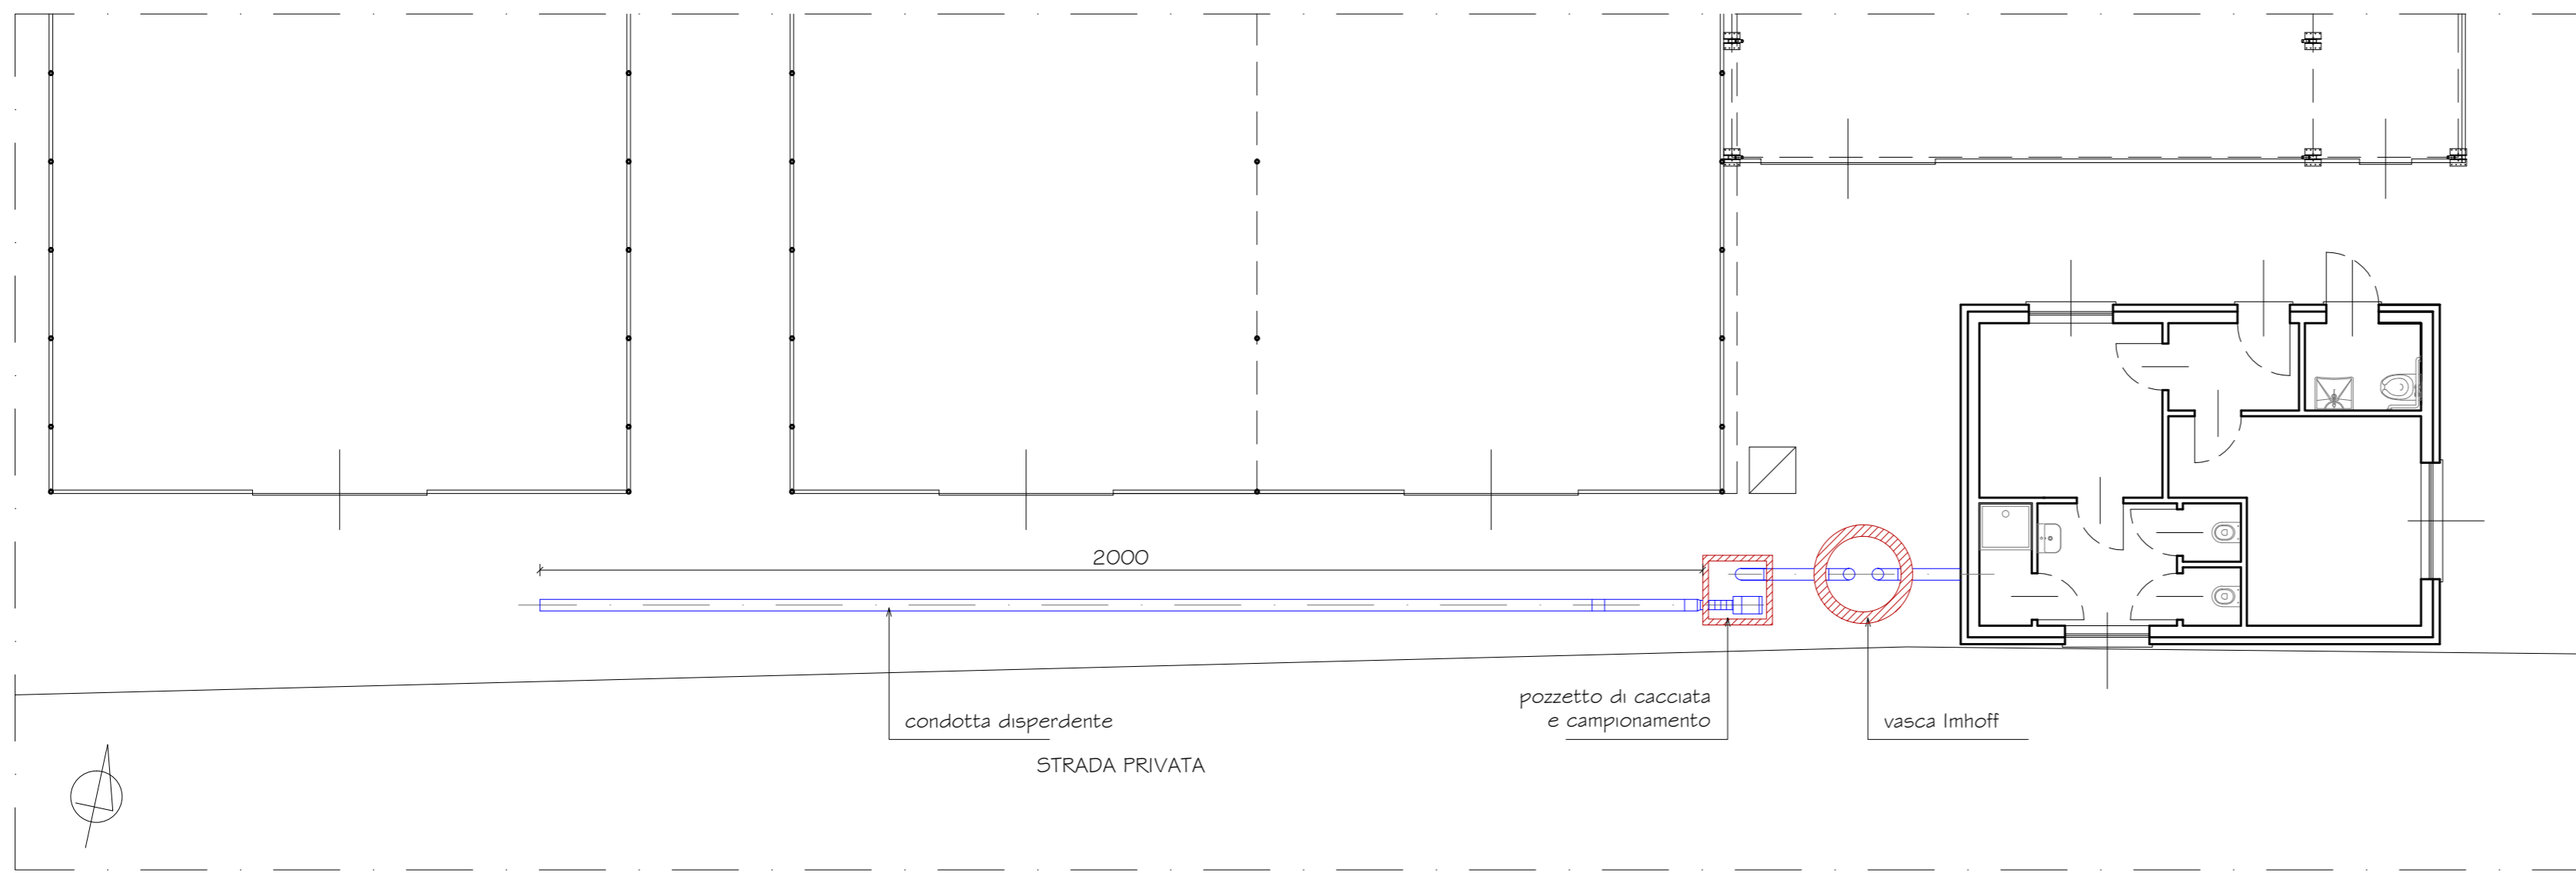 2000
pozzetto di cacciata
e campionamento
condotta disperdente
vasca Imhoff
STRADA PRIVATA